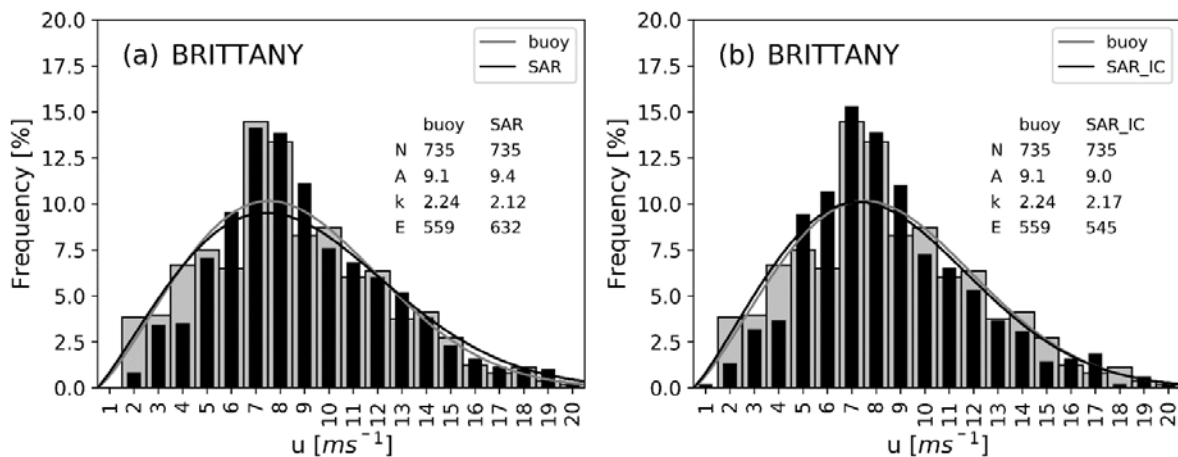 (a) BRITTANY
buoy
SAR
buoy SAR
N 735 735
A 9.1 9.4
k 2.24 2.12
E 559 632
Frequency [%]
20.0
17.5
15.0
12.5
10.0
7.5
5.0
2.5
0.0
1 2 3 4 5 6 7 8 9 10 11 12 13 14 15 16 17 18 19 20
u [ms⁻¹]
(b) BRITTANY
buoy
SAR_IC
buoy SAR_IC
N 735 735
A 9.1 9.0
k 2.24 2.17
E 559 545
Frequency [%]
20.0
17.5
15.0
12.5
10.0
7.5
5.0
2.5
0.0
1 2 3 4 5 6 7 8 9 10 11 12 13 14 15 16 17 18 19 20
u [ms⁻¹]